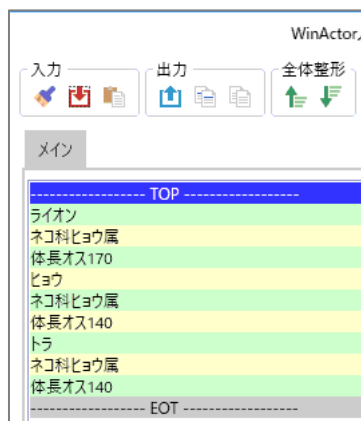 WinActor
入力 出力 全体整形
メイン
------------------ TOP ------------------
ライオン
ネコ科ヒョウ属
体長オス170
ヒョウ
ネコ科ヒョウ属
体長オス140
トラ
ネコ科ヒョウ属
体長オス140
------------------ EOT ------------------